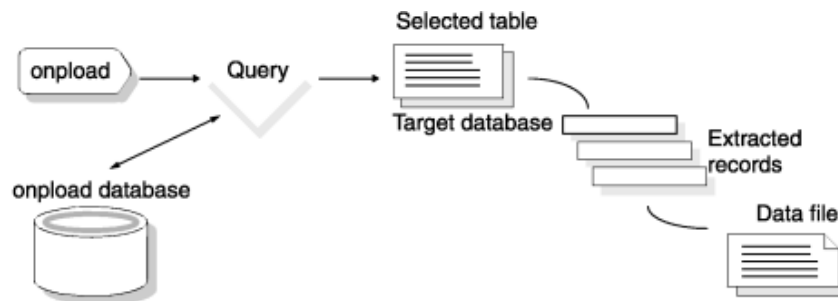 Selected table
onpload
Query
Target database
Extracted
records
onpload database
Data file